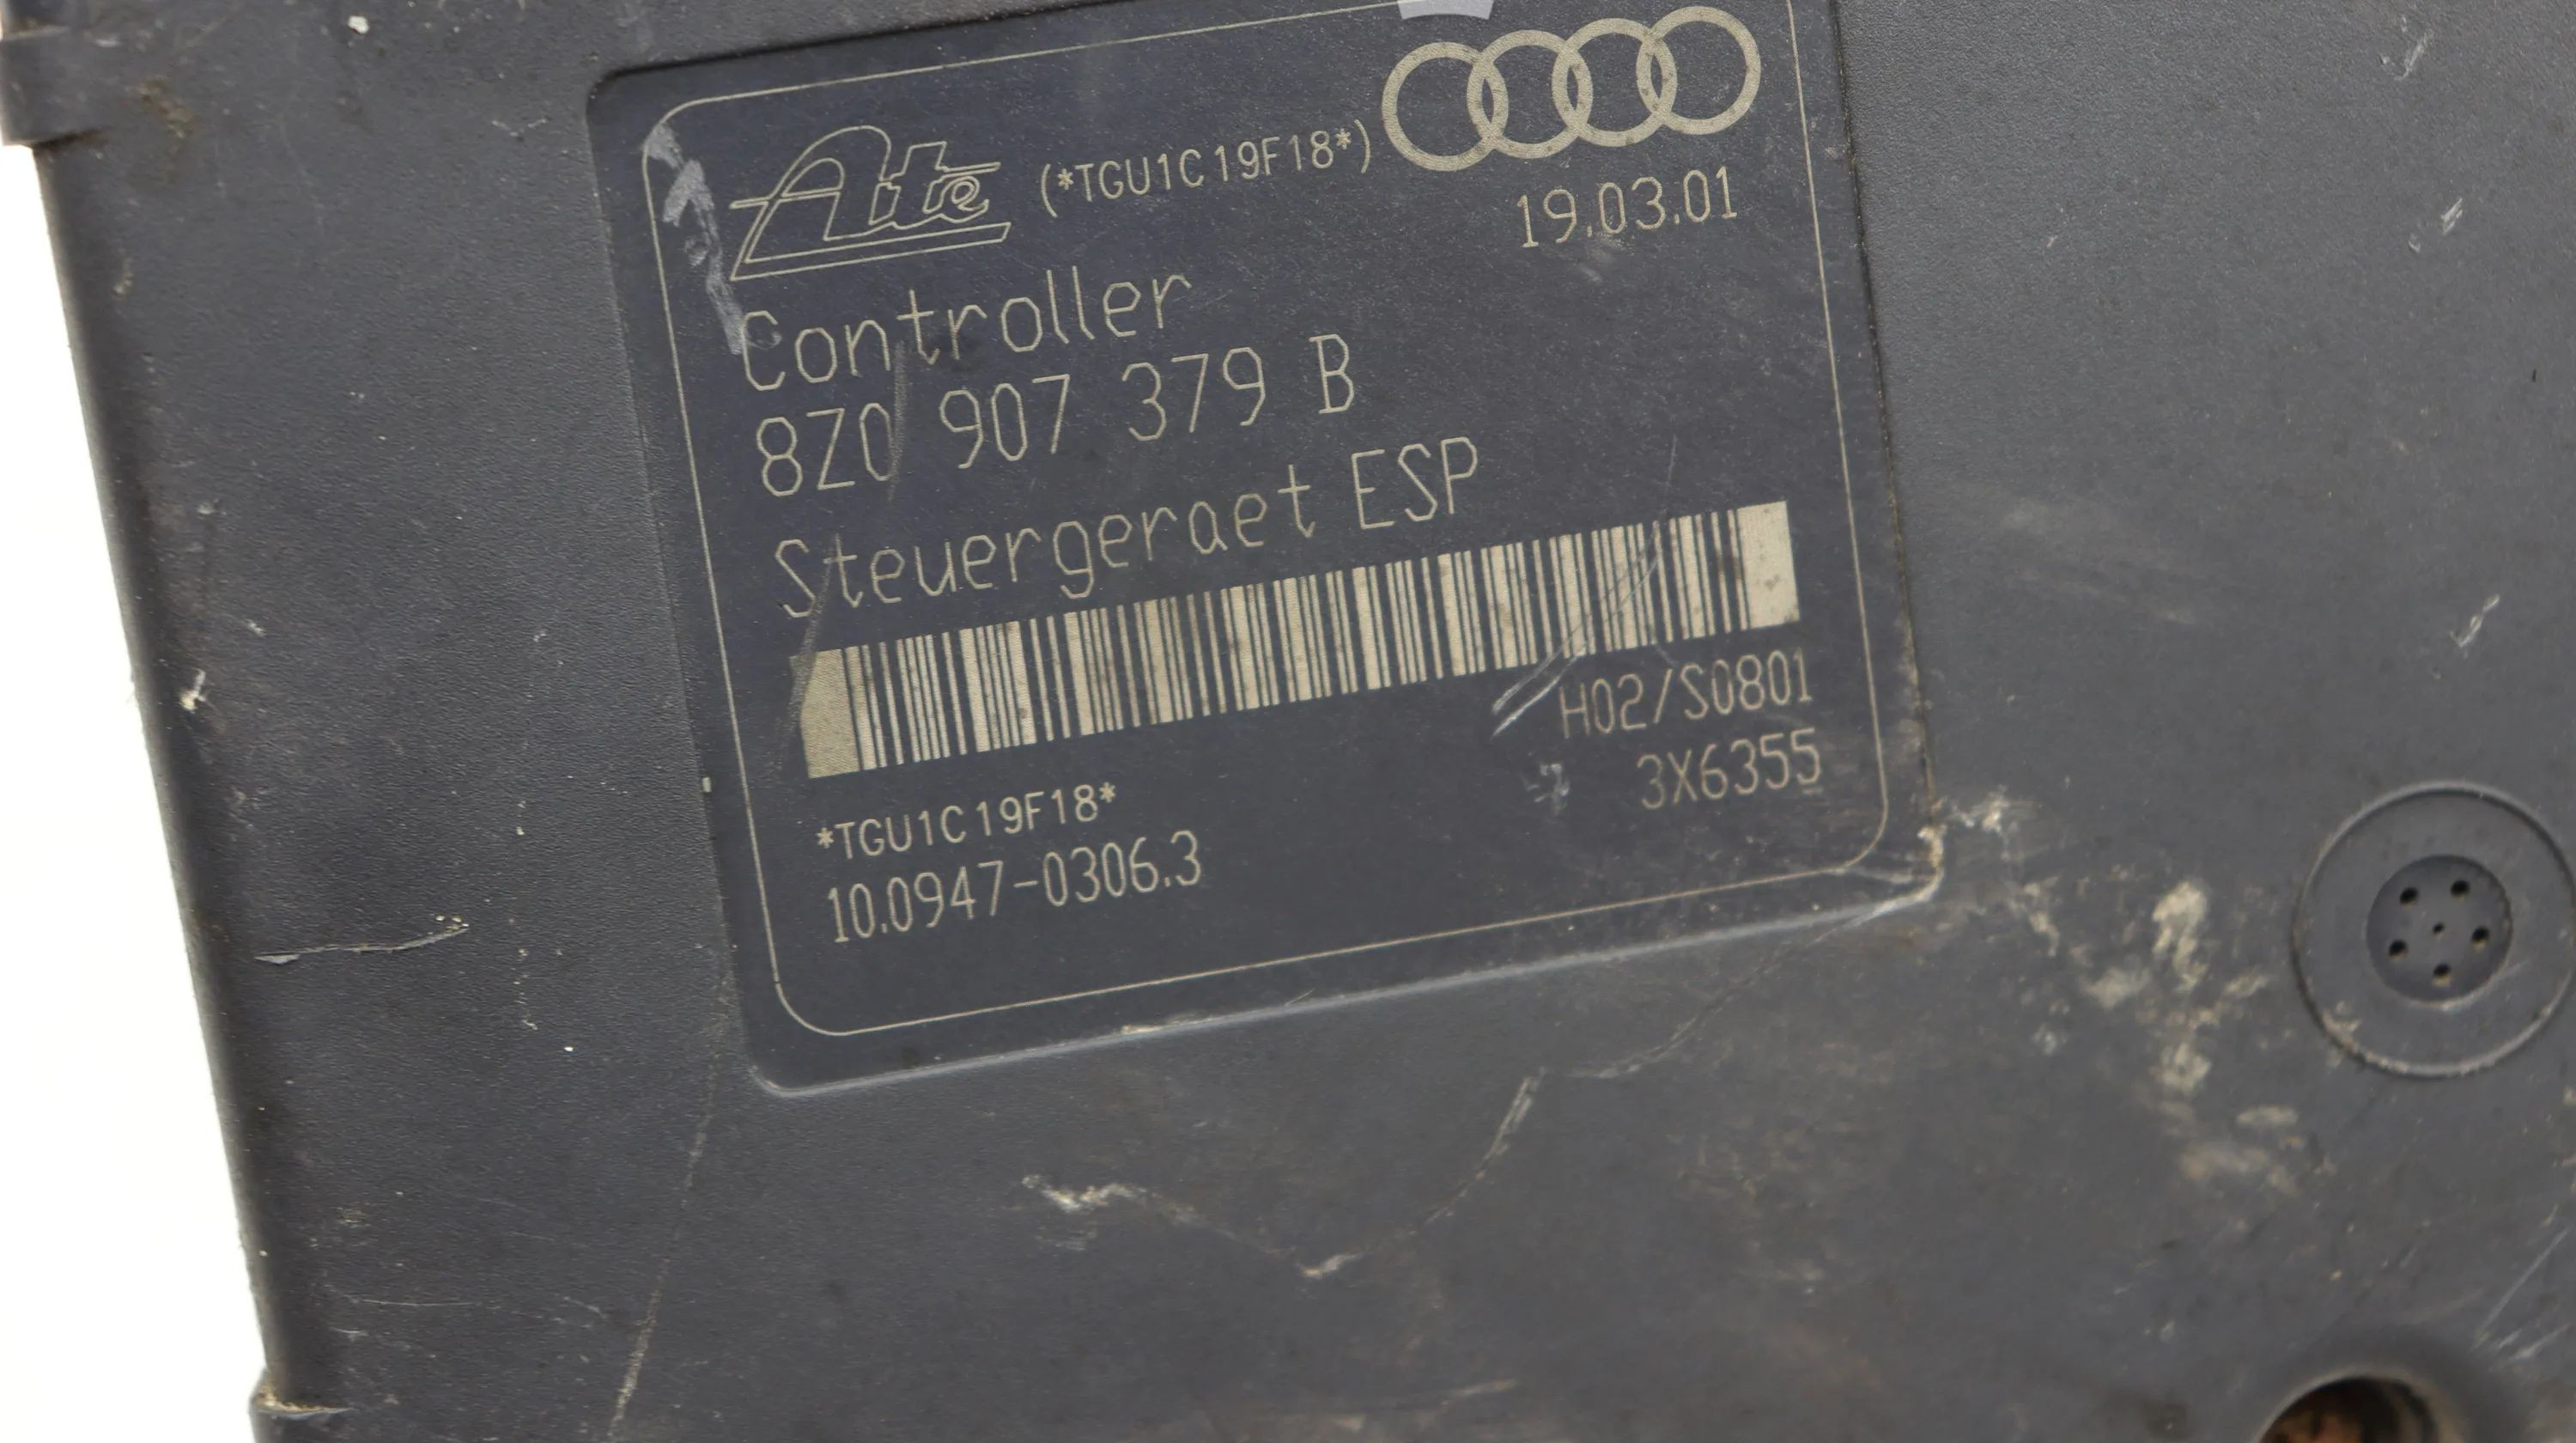 Ate (*TGU1C19F18*)
19.03.01
Controller
8Z0 907 379 B
Steuergeraet ESP
H02/S0801
*TGU1C19F18*
3X6355
10.0947-0306.3